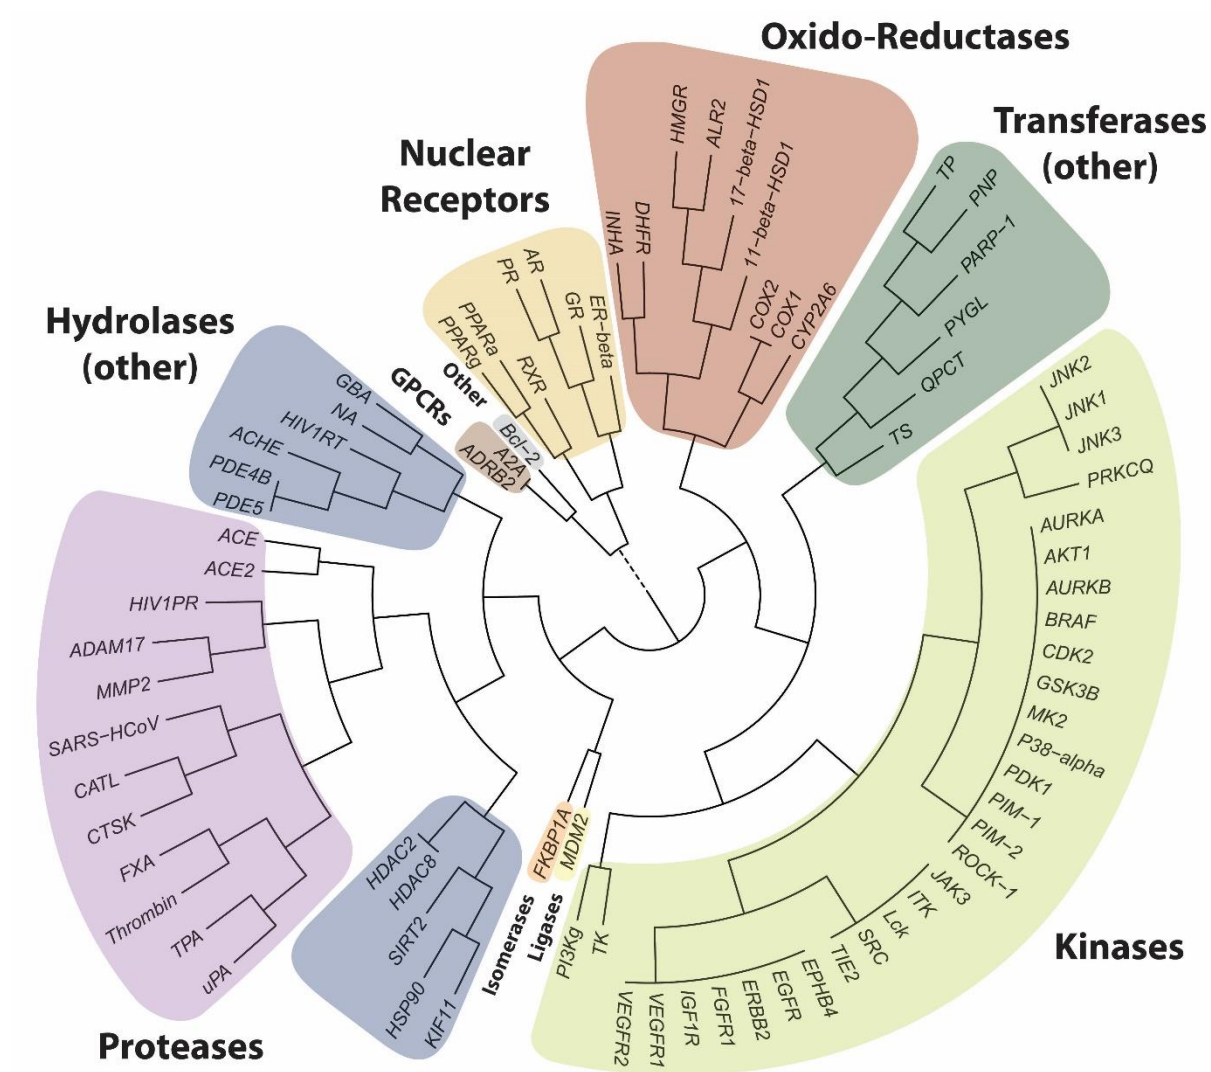 Oxido-Reductases
HMGR
ALR2
17-beta-HSD1
11-beta-HSD1
DHFR
INHA
COX2
COX1
CYP2A6
Transferases
(other)
TP
PNP
PARP-1
PYGL
QPCT
TS
Nuclear
Receptors
AR
PR
ER-beta
GR
PPARa
PPARg
RXR
Other
Bcl-2
GPCRs
A2A
ADRB2
Hydrolases
(other)
GBA
NA
HIV1RT
ACHE
PDE4B
PDE5
ACE
ACE2
HIV1PR
ADAM17
MMP2
SARS-HCoV
CATL
CTSK
FXA
Thrombin
TPA
uPA
Proteases
HDAC2
HDAC8
SIRT2
HSP90
KIF11
Isomerases
FKBP1A
Ligases
MDM2
JNK2
JNK1
JNK3
PRKCQ
AURKA
AKT1
AURKB
BRAF
CDK2
GSK3B
MK2
P38-alpha
PDK1
PIM-1
PIM-2
ROCK-1
JAK3
ITK
Lck
SRC
TIE2
EPHB4
EGFR
ERBB2
FGFR1
IGF1R
VEGFR1
VEGFR2
TK
PI3Kg
Kinases